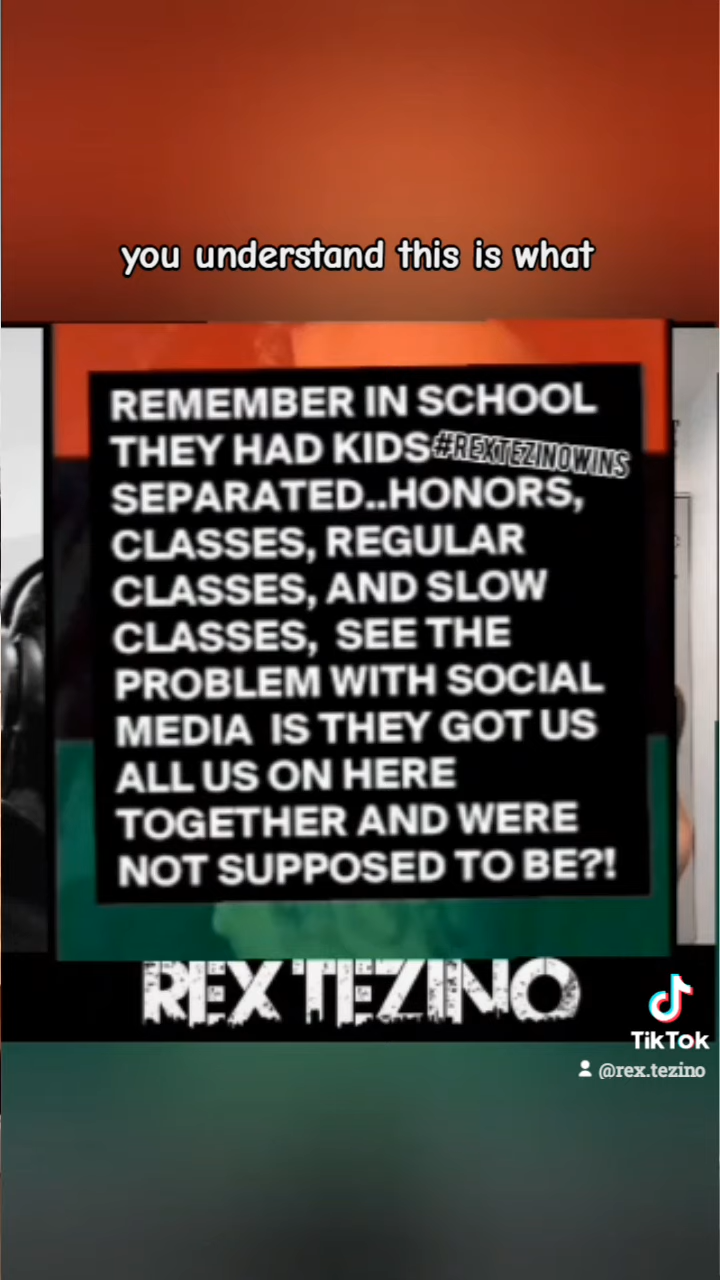 you understand this is what
REMEMBER IN SCHOOL
THEY HAD KIDS #REXTEZINOWINS
SEPARATED..HONORS,
CLASSES, REGULAR
CLASSES, AND SLOW
CLASSES, SEE THE
PROBLEM WITH SOCIAL
MEDIA IS THEY GOT US
ALL US ON HERE
TOGETHER AND WERE
NOT SUPPOSED TO BE?!
REX TEZINO
TikTok
@rex.tezino